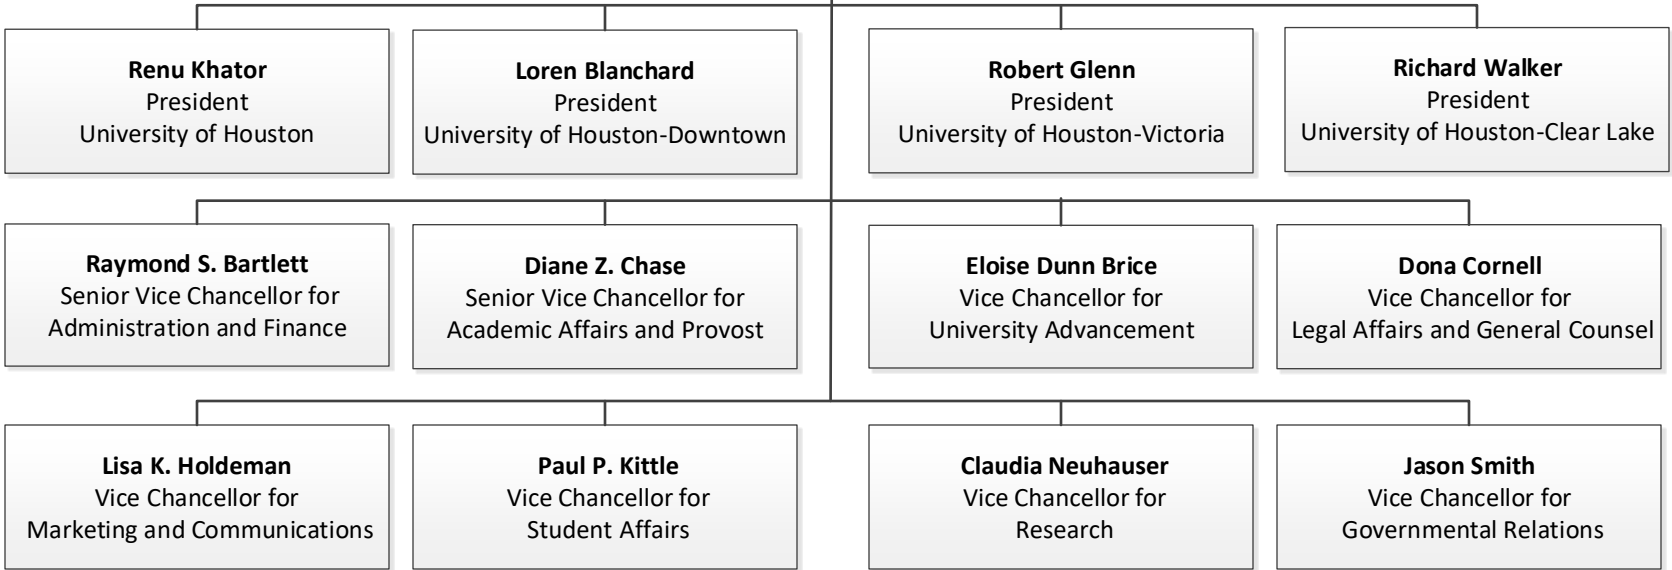 Renu Khator
President
University of Houston
Loren Blanchard
President
University of Houston-Downtown
Robert Glenn
President
University of Houston-Victoria
Richard Walker
President
University of Houston-Clear Lake
Raymond S. Bartlett
Senior Vice Chancellor for
Administration and Finance
Diane Z. Chase
Senior Vice Chancellor for
Academic Affairs and Provost
Eloise Dunn Brice
Vice Chancellor for
University Advancement
Dona Cornell
Vice Chancellor for
Legal Affairs and General Counsel
Lisa K. Holdeman
Vice Chancellor for
Marketing and Communications
Paul P. Kittle
Vice Chancellor for
Student Affairs
Claudia Neuhauser
Vice Chancellor for
Research
Jason Smith
Vice Chancellor for
Governmental Relations